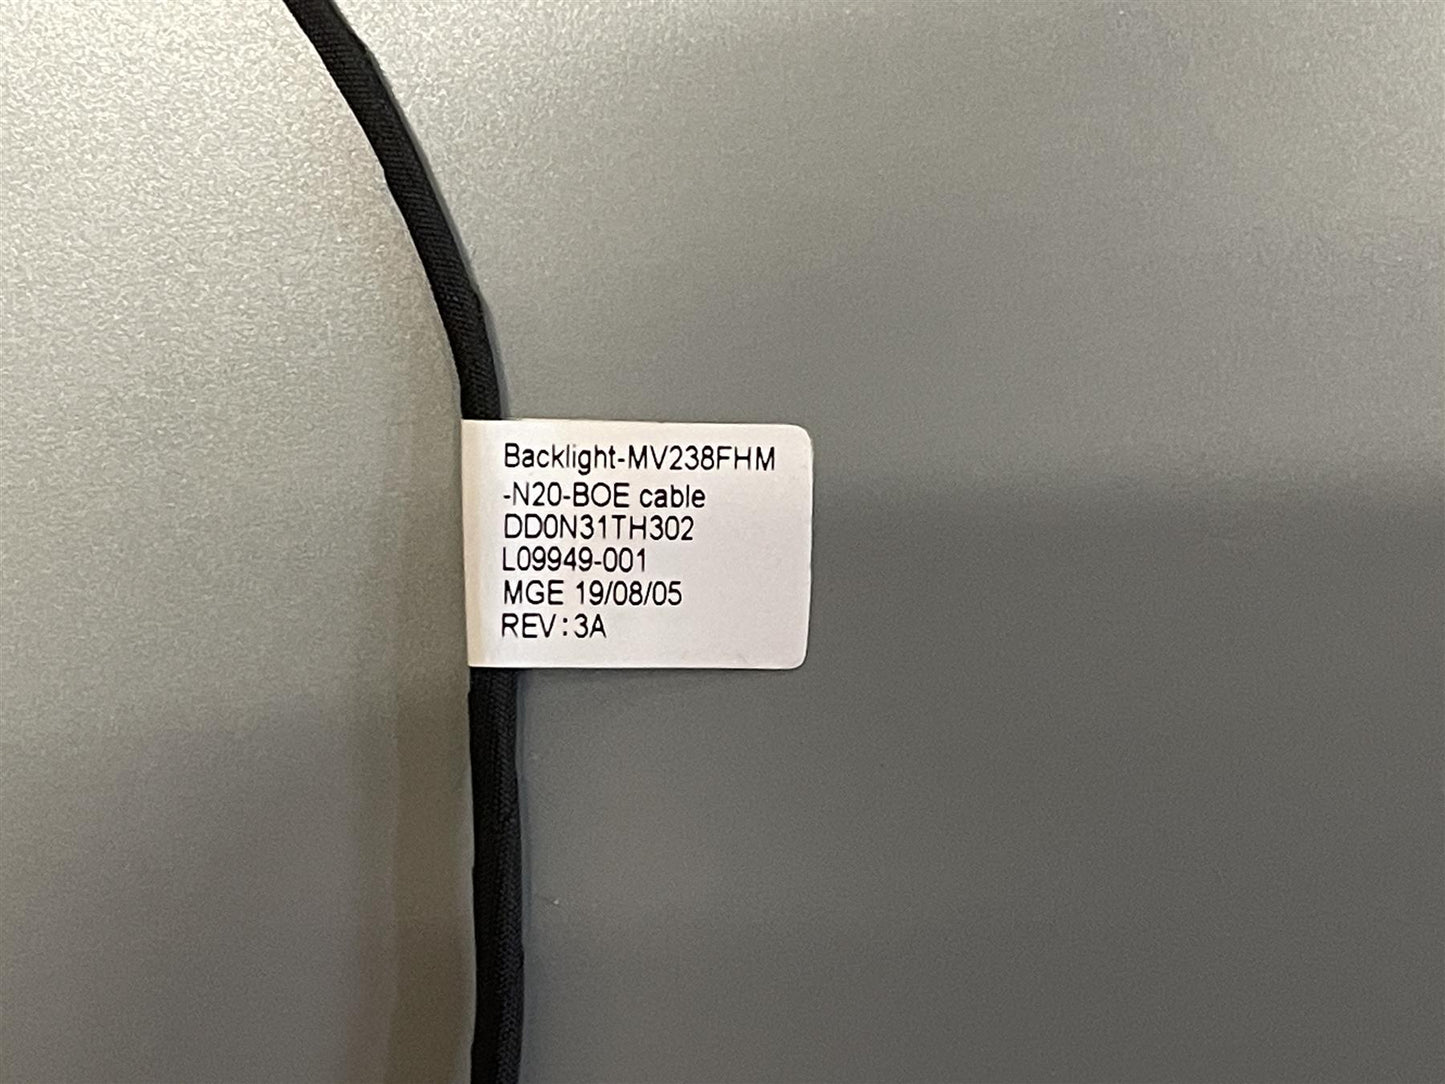 Backlight-MV238FHM
-N20-BOE cable
DD0N31TH302
L09949-001
MGE 19/08/05
REV:3A